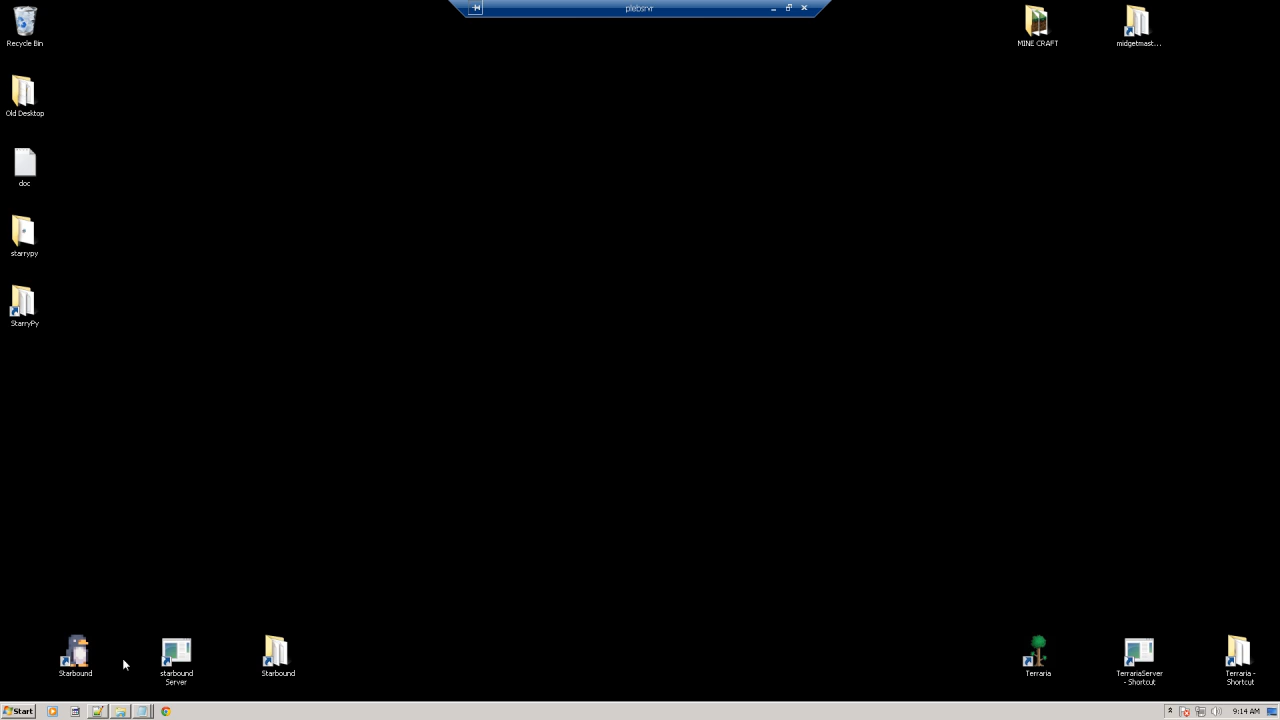 plebsrvr
Recycle Bin
MINE CRAFT
midgetmast...
Old Desktop
doc
starrypy
StarryPy
Starbound
starbound
Server
Starbound
Terraria
TerrariaServer
- Shortcut
Terraria -
Shortcut
Start
9:14 AM